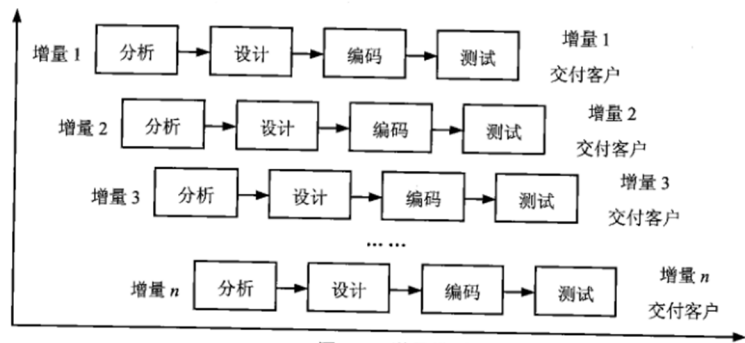 增量 1 分析 设计 编码 测试 增量 1
交付客户
增量 2 分析 设计 编码 测试 增量 2
交付客户
增量 3 分析 设计 编码 测试 增量 3
交付客户
... ...
增量 n 分析 设计 编码 测试 增量 n
交付客户